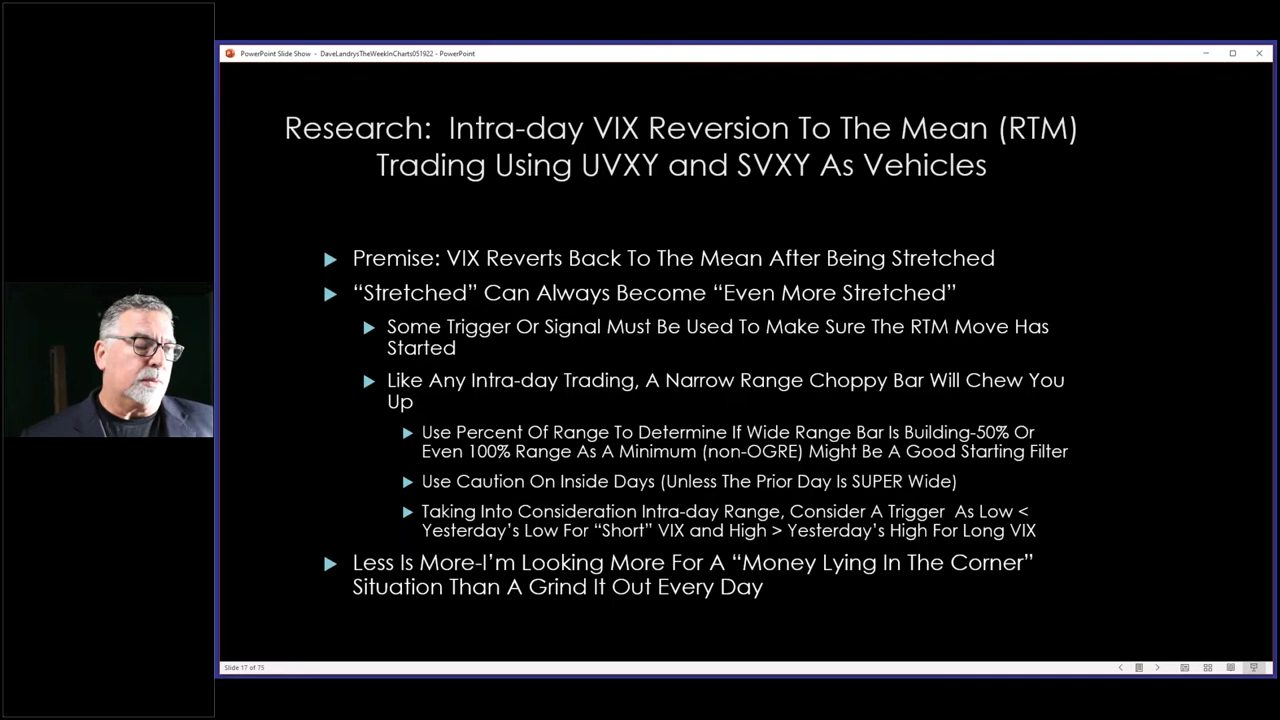 PowerPoint Slide Show - DaveLandrysTheWeekInCharts051922 - PowerPoint
Research: Intra-day VIX Reversion To The Mean (RTM)
Trading Using UVXY and SVXY As Vehicles
Premise: VIX Reverts Back To The Mean After Being Stretched
“Stretched” Can Always Become “Even More Stretched”
Some Trigger Or Signal Must Be Used To Make Sure The RTM Move Has
Started
Like Any Intra-day Trading, A Narrow Range Choppy Bar Will Chew You
Up
Use Percent Of Range To Determine If Wide Range Bar Is Building-50% Or
Even 100% Range As A Minimum (non-OGRE) Might Be A Good Starting Filter
Use Caution On Inside Days (Unless The Prior Day Is SUPER Wide)
Taking Into Consideration Intra-day Range, Consider A Trigger As Low <
Yesterday’s Low For “Short” VIX and High > Yesterday’s High For Long VIX
Less Is More-I’m Looking More For A “Money Lying In The Corner”
Situation Than A Grind It Out Every Day
Slide 17 of 75